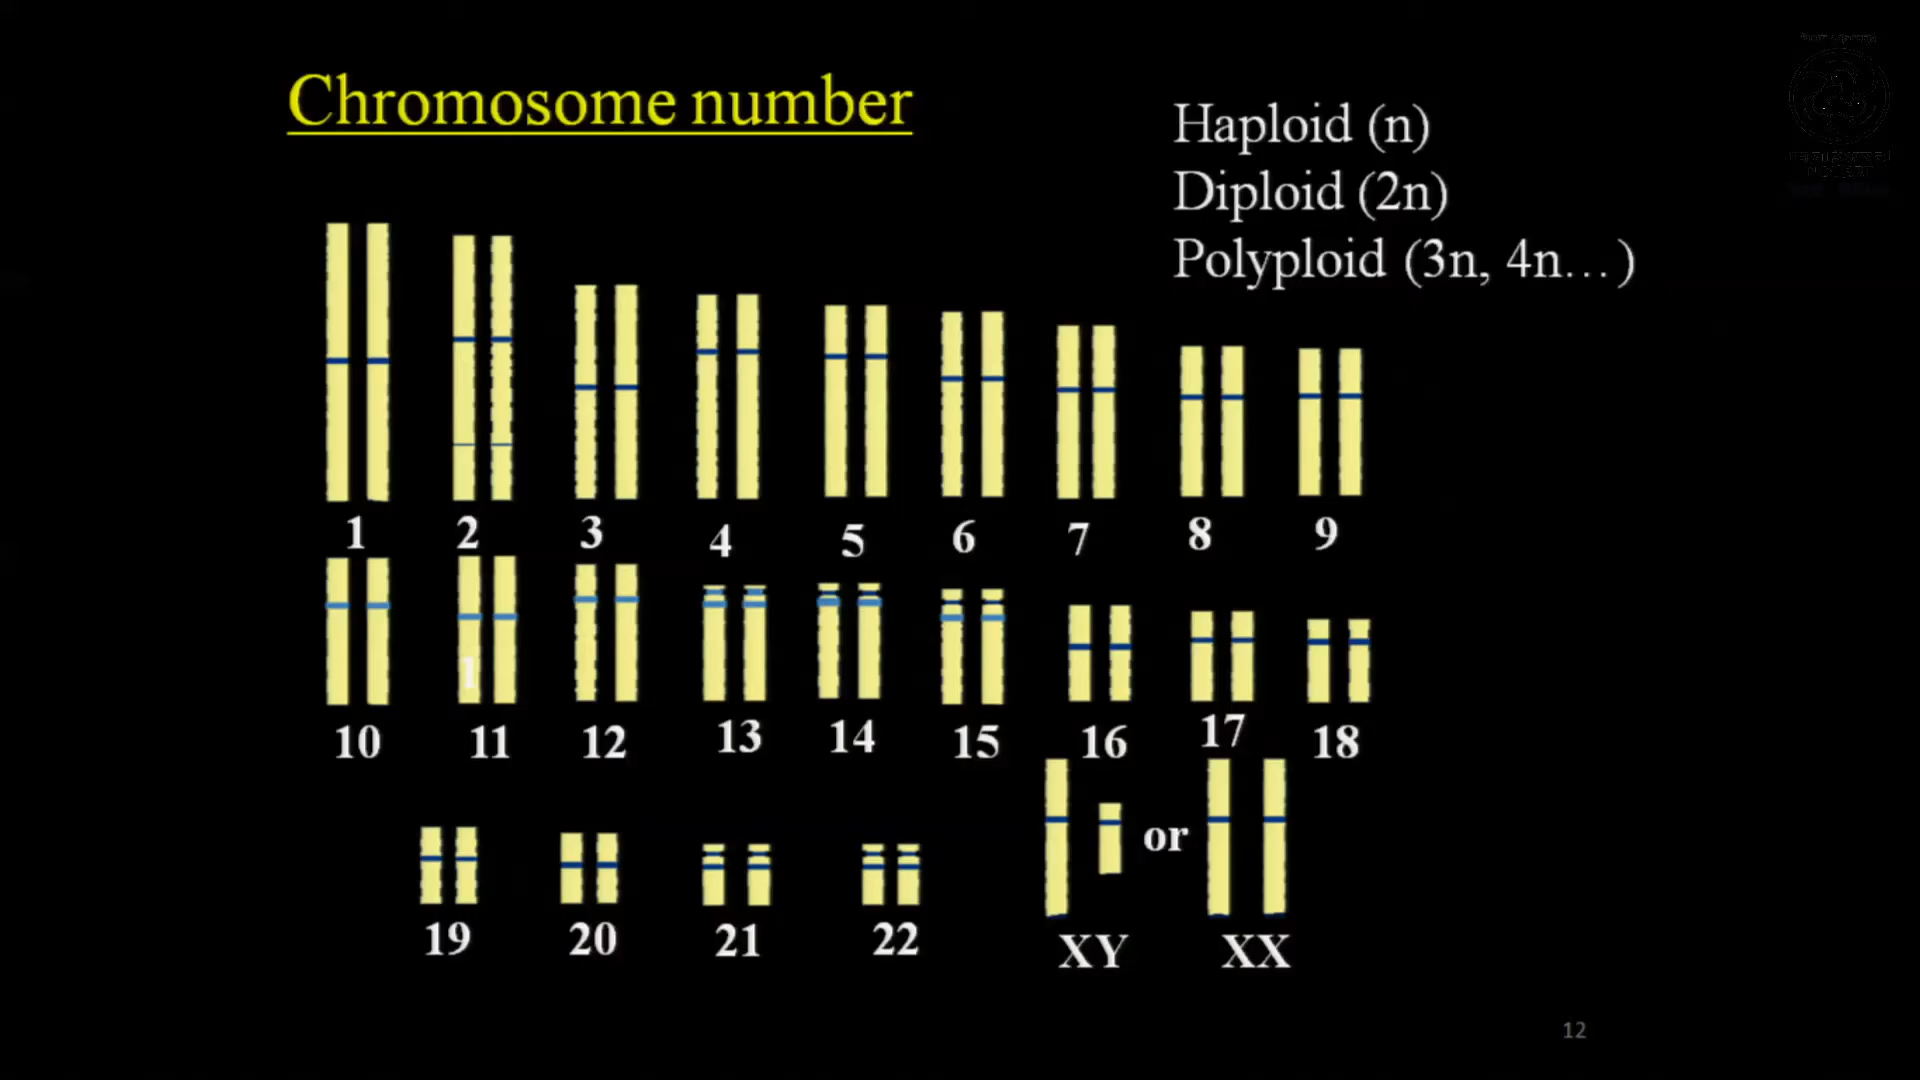 Chromosome number
Haploid (n)
Diploid (2n)
Polyploid (3n, 4n...)
1 2 3 4 5 6 7 8 9
1
10 11 12 13 14 15 16 17 18
or
19 20 21 22 XY XX
12